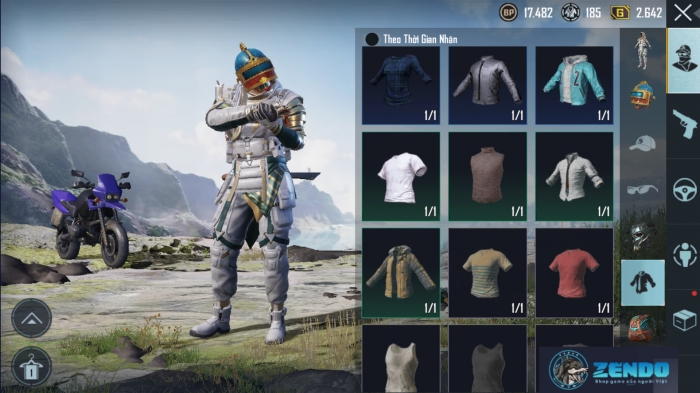 BP 17.482 185 G 2.642
Theo Thời Gian Nhận
1/1 1/1 1/1
1/1 1/1 1/1
1/1 1/1 1/1
ZENDO
Shop game của người Việt